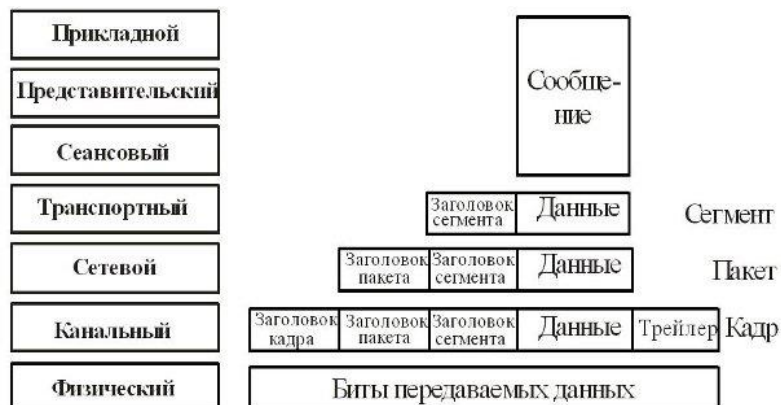 Прикладной
Представительский
Сообще-
ние
Сеансовый
Транспортный
Заголовок
сегмента
Данные
Сегмент
Сетевой
Заголовок
пакета
Заголовок
сегмента
Данные
Пакет
Канальный
Заголовок
кадра
Заголовок
пакета
Заголовок
сегмента
Данные
Трейлер
Кадр
Физический
Биты передаваемых данных